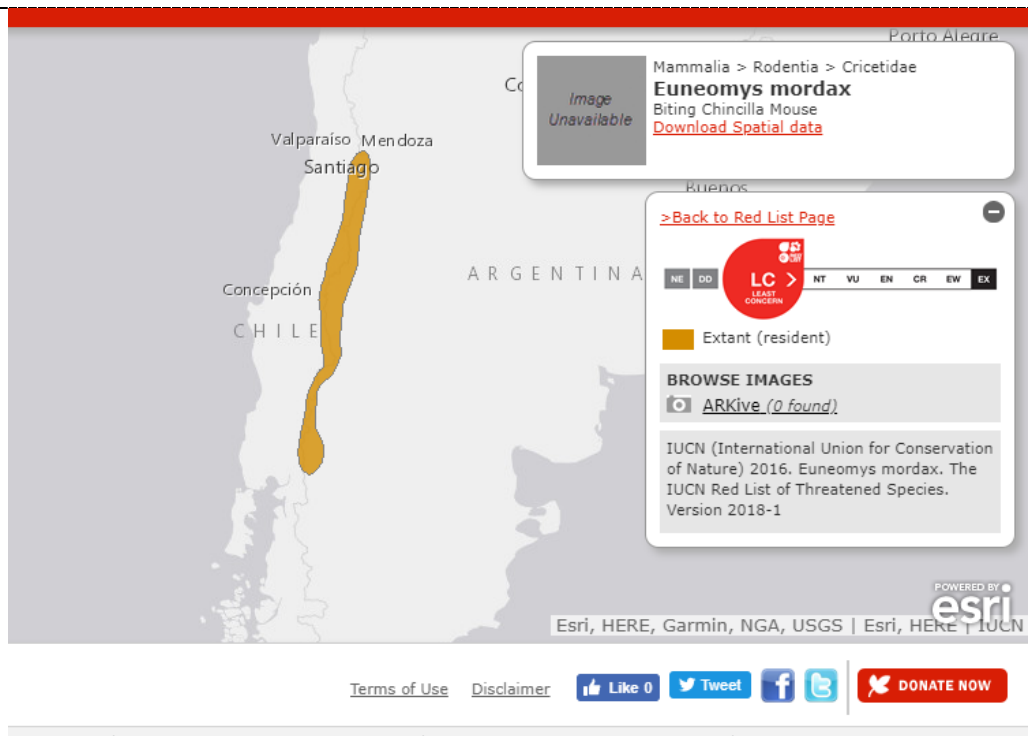 Porto Alegre
Mammalia > Rodentia > Cricetidae
Euneomys mordax
Biting Chincilla Mouse
Download Spatial data
Image
Unavailable
Valparaíso Mendoza
Santiago
Buenos
>Back to Red List Page
NE DD LC > NT VU EN CR EW EX
LEAST
CONCERN
Extant (resident)
ARGENTINA
Concepción
CHILE
BROWSE IMAGES
ARKive (0 found)
IUCN (International Union for Conservation
of Nature) 2016. Euneomys mordax. The
IUCN Red List of Threatened Species.
Version 2018-1
POWERED BY
esri
Esri, HERE, Garmin, NGA, USGS | Esri, HERE | IUCN
Terms of Use Disclaimer Like 0 Tweet DONATE NOW